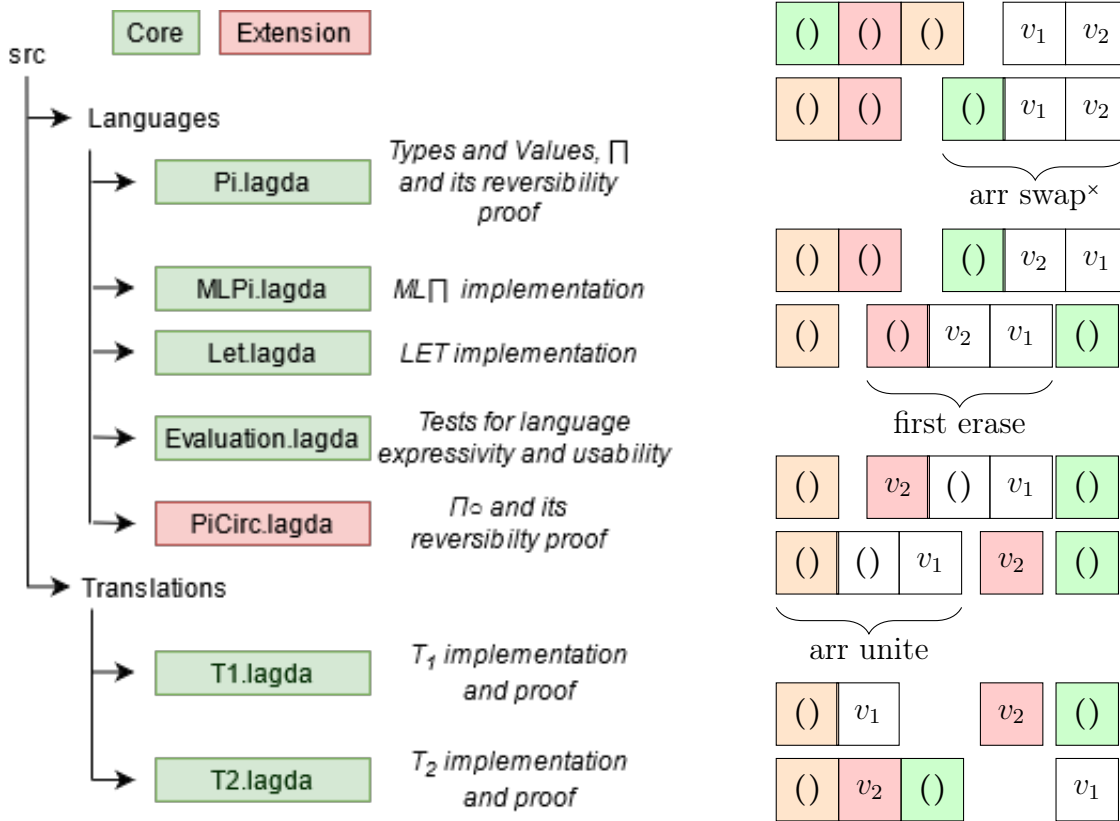 Core Extension
src
Languages
Pi.lagda
Types and Values, ∏
and its reversibility
proof
MLPi.lagda
ML∏ implementation
Let.lagda
LET implementation
Evaluation.lagda
Tests for language
expressivity and usability
PiCirc.lagda
∏○ and its
reversibilty proof
Translations
T1.lagda
T₁ implementation
and proof
T2.lagda
T₂ implementation
and proof
() () () v₁ v₂
() () () v₁ v₂
arr swap×
() () () v₂ v₁
() () v₂ v₁ ()
first erase
() v₂ () v₁ ()
() () v₁ v₂ ()
arr unite
() v₁ v₂ ()
() v₂ () v₁